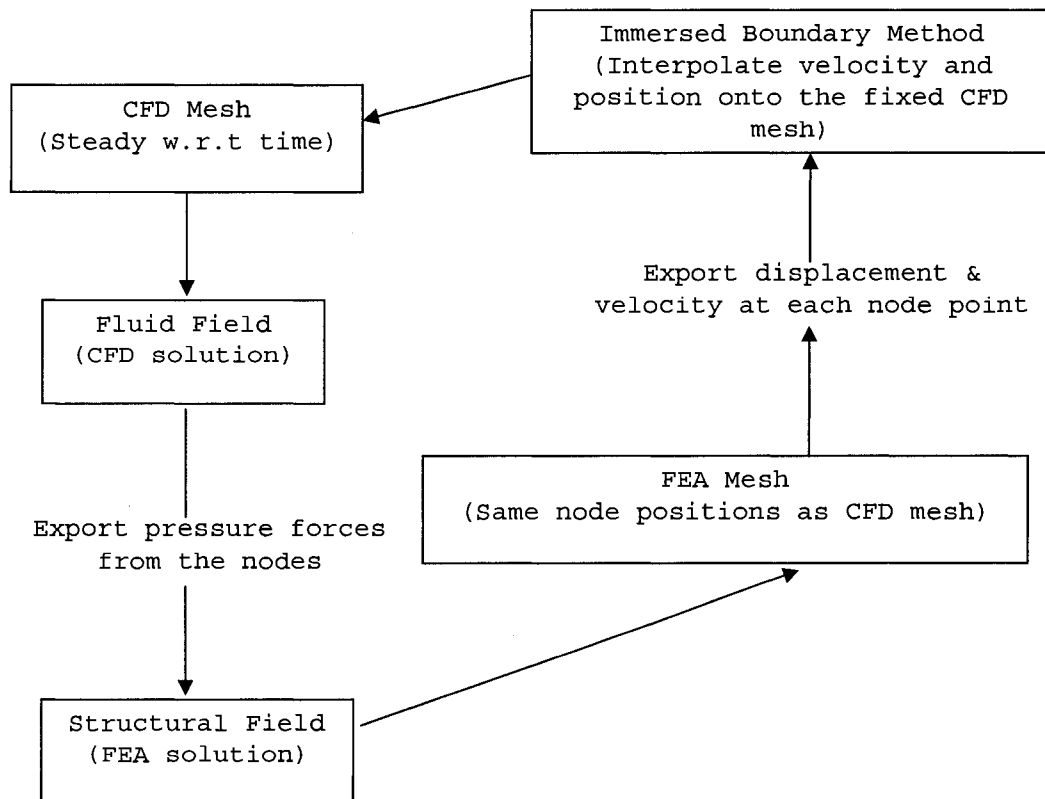 Immersed Boundary Method
(Interpolate velocity and
position onto the fixed CFD
mesh)
CFD Mesh
(Steady w.r.t time)
Export displacement &
velocity at each node point
Fluid Field
(CFD solution)
FEA Mesh
(Same node positions as CFD mesh)
Export pressure forces
from the nodes
Structural Field
(FEA solution)